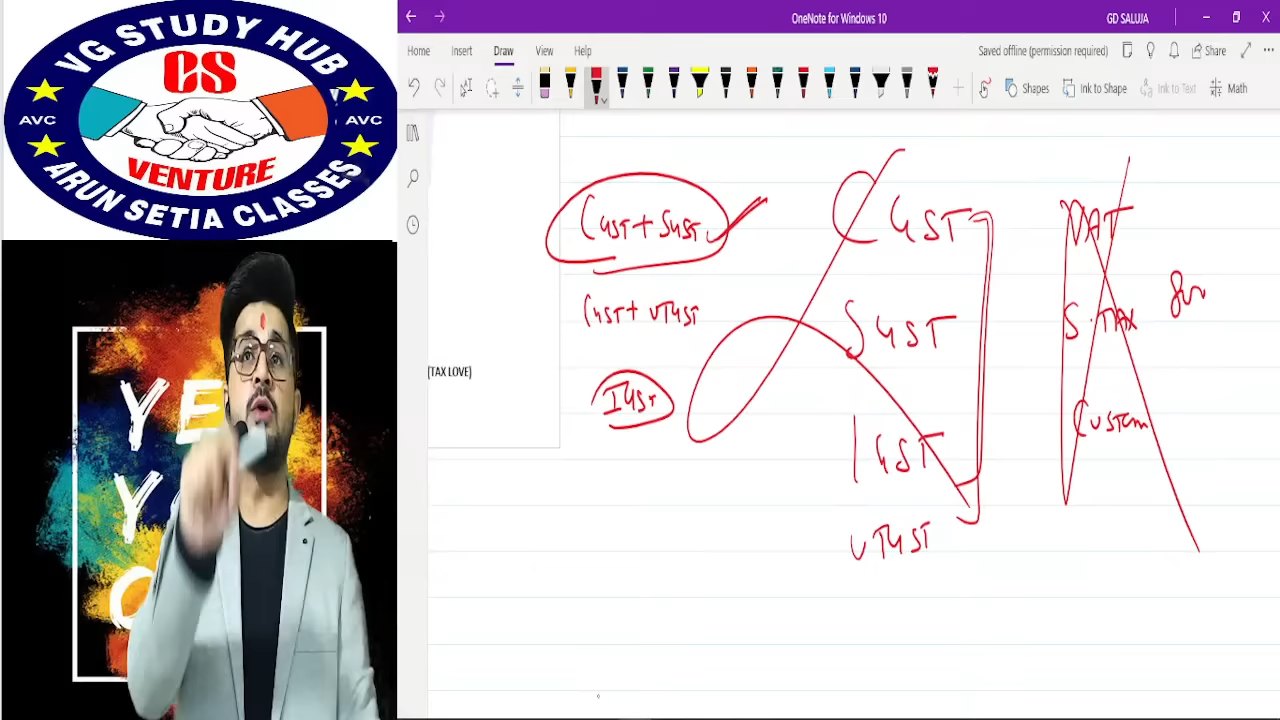 VG STUDY HUB
CS
AVC
AVC
VENTURE
ARUN SETIA CLASSES
YE
Y
OneNote for Windows 10
GD SALUJA
Home
Insert
Draw
View
Help
Saved offline (permission required)
Share
Shapes
Ink to Shape
Ink to Text
Math
(TAX LOVE)
CGST + SGST
CGST + UTGST
IGST
CGST
SGST
IGST
UTGST
VAT
S. TAX
Custom